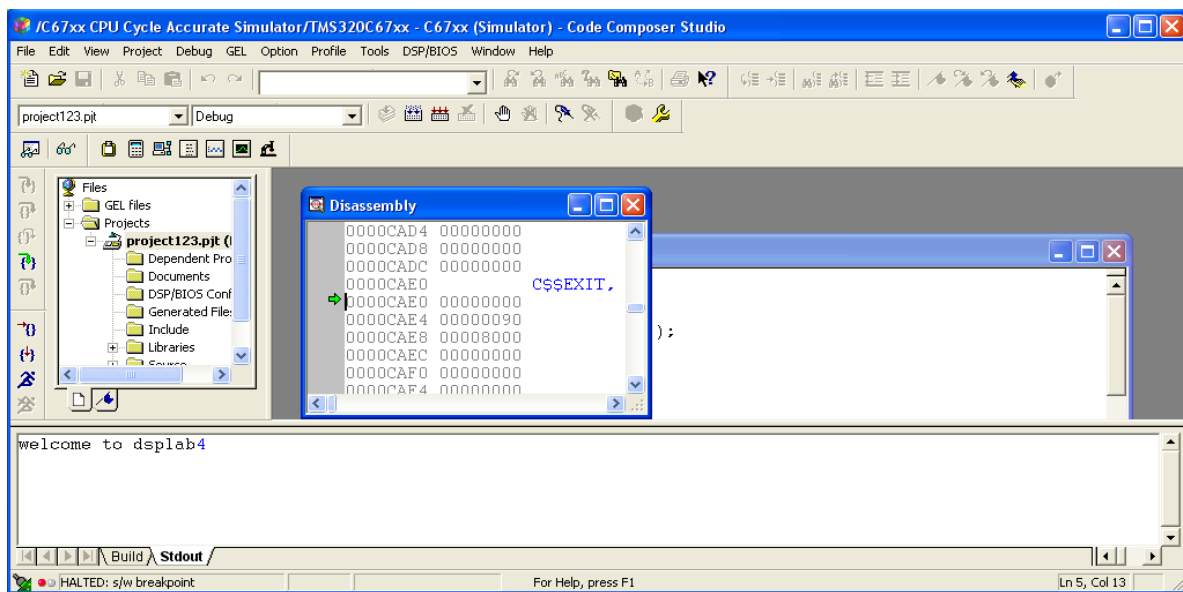 /C67xx CPU Cycle Accurate Simulator/TMS320C67xx - C67xx (Simulator) - Code Composer Studio
File Edit View Project Debug GEL Option Profile Tools DSP/BIOS Window Help
project123.pjt Debug
Files
GEL files
Projects
project123.pjt (
Dependent Pro
Documents
DSP/BIOS Conf
Generated File
Include
Libraries
Source
Disassembly
0000CAD4 00000000
0000CAD8 00000000
0000CADC 00000000
0000CAE0 C$$EXIT,
0000CAE0 00000000
0000CAE4 00000090
0000CAE8 00008000
0000CAEC 00000000
0000CAF0 00000000
0000CAF4 00000000
);
welcome to dsplab4
Build Stdout
HALTED: s/w breakpoint For Help, press F1 Ln 5, Col 13